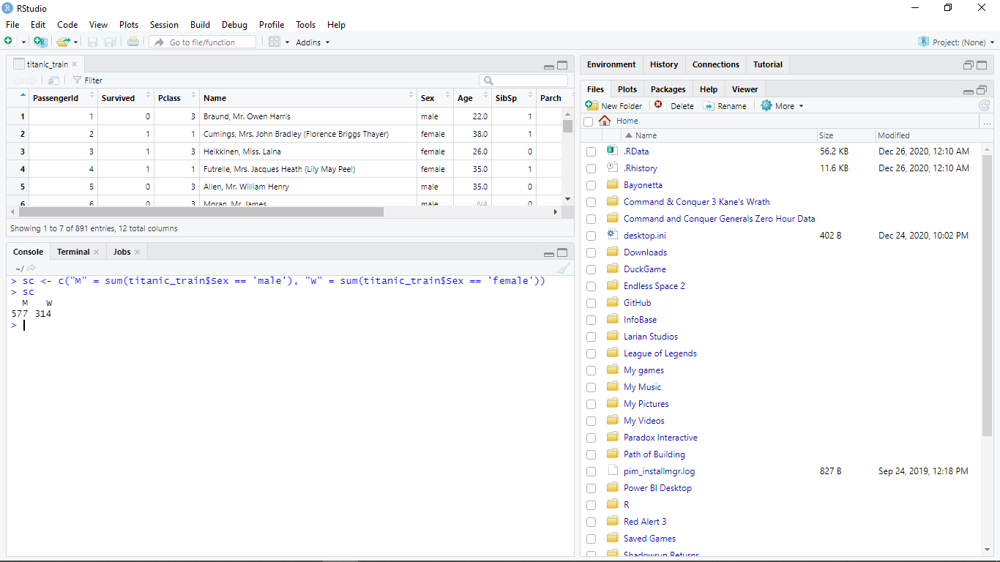 RStudio
File Edit Code View Plots Session Build Debug Profile Tools Help
Go to file/function Addins Project: (None)
titanic_train
Filter
PassengerId Survived Pclass Name Sex Age SibSp Parch
1 1 0 3 Braund, Mr. Owen Harris male 22.0 1
2 2 1 1 Cumings, Mrs. John Bradley (Florence Briggs Thayer) female 38.0 1
3 3 1 3 Heikkinen, Miss. Laina female 26.0 0
4 4 1 1 Futrelle, Mrs. Jacques Heath (Lily May Peel) female 35.0 1
5 5 0 3 Allen, Mr. William Henry male 35.0 0
6 6 0 3 Moran, Mr. James male NA 0
Showing 1 to 7 of 891 entries, 12 total columns
Console Terminal Jobs
~/
> sc <- c("M" = sum(titanic_train$Sex == 'male'), "W" = sum(titanic_train$Sex == 'female'))
> sc
M W
577 314
>
Environment History Connections Tutorial
Files Plots Packages Help Viewer
New Folder Delete Rename More
Home ...
Name Size Modified
.RData 56.2 KB Dec 26, 2020, 12:10 AM
.Rhistory 11.6 KB Dec 26, 2020, 12:10 AM
Bayonetta
Command & Conquer 3 Kane's Wrath
Command and Conquer Generals Zero Hour Data
desktop.ini 402 B Dec 24, 2020, 10:02 PM
Downloads
DuckGame
Endless Space 2
GitHub
InfoBase
Larian Studios
League of Legends
My games
My Music
My Pictures
My Videos
Paradox Interactive
Path of Building
pim_installmgr.log 827 B Sep 24, 2019, 12:18 PM
Power BI Desktop
R
Red Alert 3
Saved Games
Shadowrun Returns